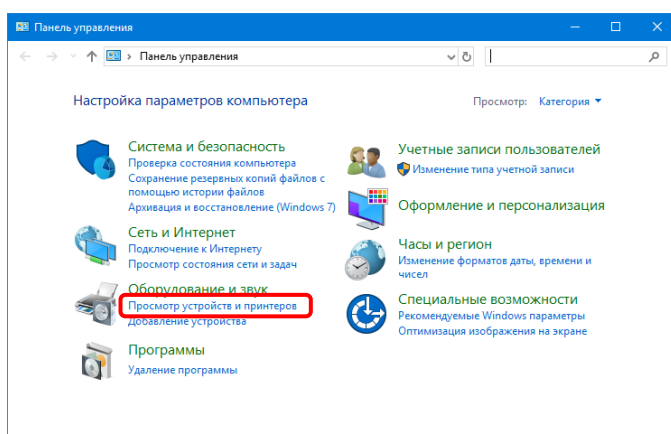 Панель управления
Панель управления
Настройка параметров компьютера
Просмотр: Категория
Система и безопасность
Проверка состояния компьютера
Сохранение резервных копий файлов с
помощью истории файлов
Архивация и восстановление (Windows 7)
Сеть и Интернет
Подключение к Интернету
Просмотр состояния сети и задач
Оборудование и звук
Просмотр устройств и принтеров
Добавление устройства
Программы
Удаление программы
Учетные записи пользователей
Изменение типа учетной записи
Оформление и персонализация
Часы и регион
Изменение форматов даты, времени и
чисел
Специальные возможности
Рекомендуемые Windows параметры
Оптимизация изображения на экране